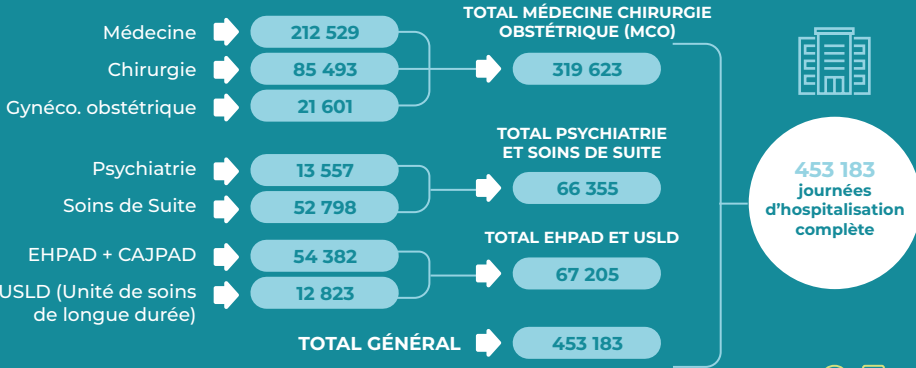 Médecine
212 529
Chirurgie
85 493
Gynéco. obstétrique
21 601
TOTAL MÉDECINE CHIRURGIE
OBSTÉTRIQUE (MCO)
319 623
Psychiatrie
13 557
Soins de Suite
52 798
TOTAL PSYCHIATRIE
ET SOINS DE SUITE
66 355
EHPAD + CAJPAD
54 382
USLD (Unité de soins
de longue durée)
12 823
TOTAL EHPAD ET USLD
67 205
TOTAL GÉNÉRAL
453 183
453 183
journées
d'hospitalisation
complète